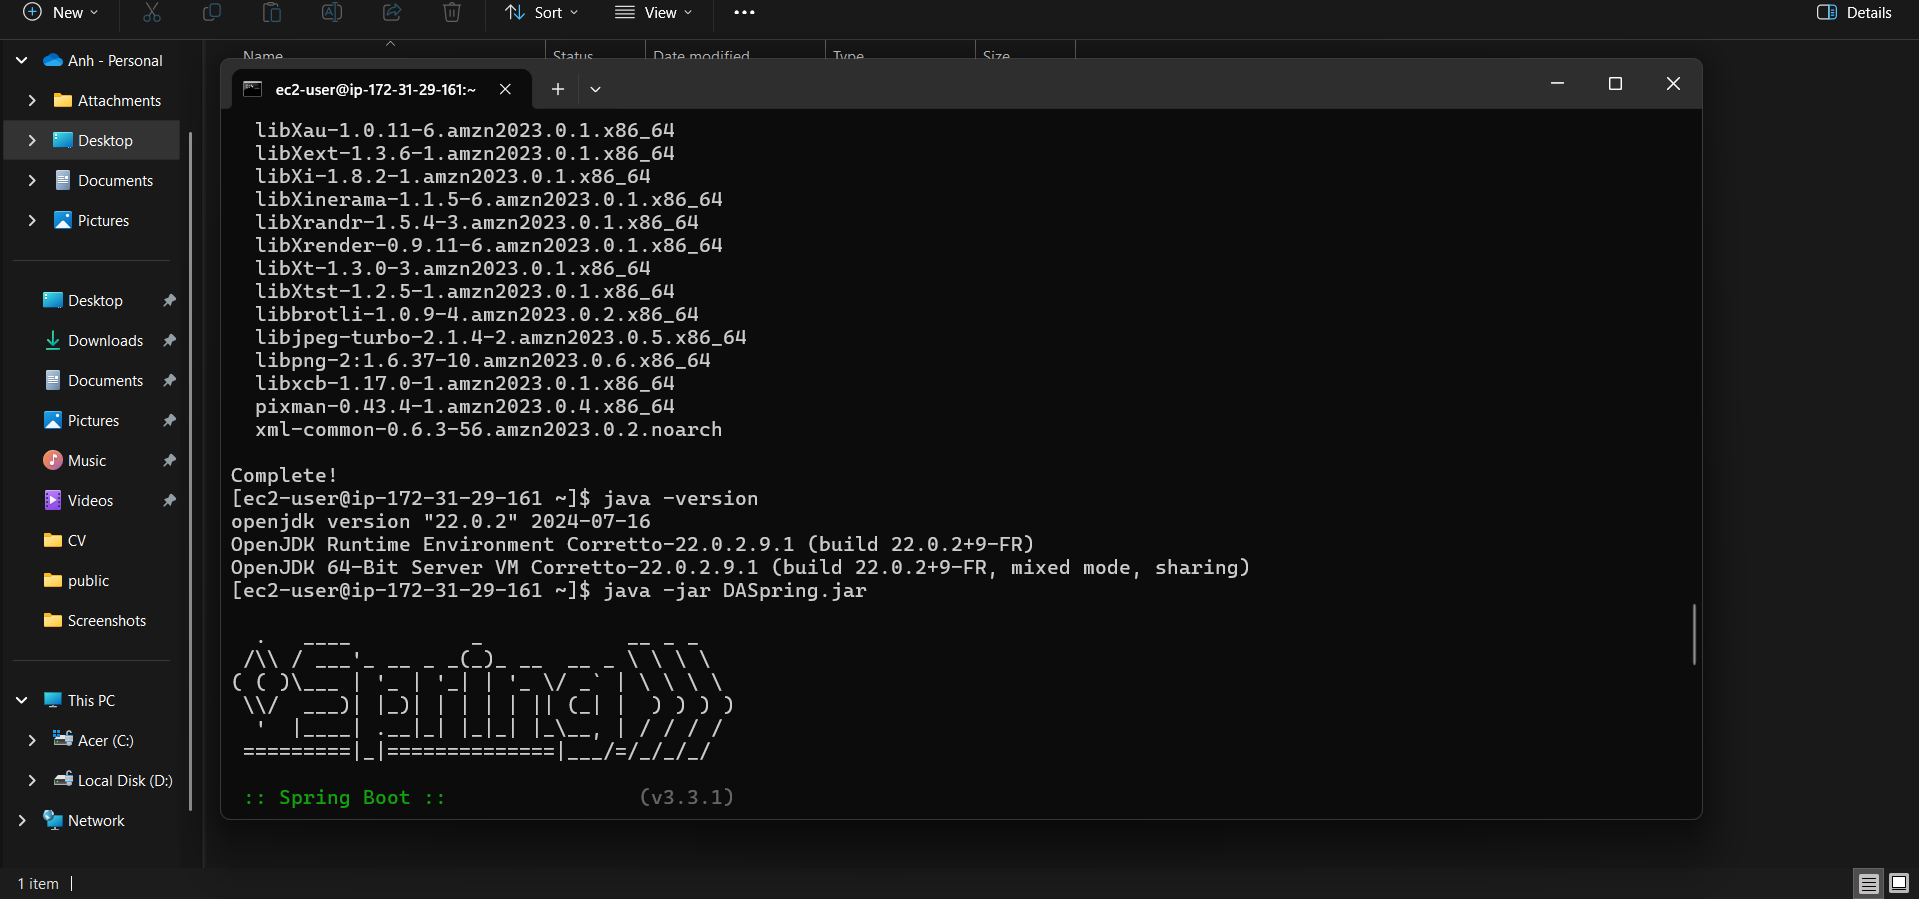 New
Sort
View
Details
Name
Status
Date modified
Type
Size
Anh - Personal
Attachments
Desktop
Documents
Pictures
Desktop
Downloads
Documents
Pictures
Music
Videos
CV
public
Screenshots
This PC
Acer (C:)
Local Disk (D:)
Network
1 item
ec2-user@ip-172-31-29-161:~
libXau-1.0.11-6.amzn2023.0.1.x86_64
libXext-1.3.6-1.amzn2023.0.1.x86_64
libXi-1.8.2-1.amzn2023.0.1.x86_64
libXinerama-1.1.5-6.amzn2023.0.1.x86_64
libXrandr-1.5.4-3.amzn2023.0.1.x86_64
libXrender-0.9.11-6.amzn2023.0.1.x86_64
libXt-1.3.0-3.amzn2023.0.1.x86_64
libXtst-1.2.5-1.amzn2023.0.1.x86_64
libbrotli-1.0.9-4.amzn2023.0.2.x86_64
libjpeg-turbo-2.1.4-2.amzn2023.0.5.x86_64
libpng-2:1.6.37-10.amzn2023.0.6.x86_64
libxcb-1.17.0-1.amzn2023.0.1.x86_64
pixman-0.43.4-1.amzn2023.0.4.x86_64
xml-common-0.6.3-56.amzn2023.0.2.noarch
Complete!
[ec2-user@ip-172-31-29-161 ~]$ java -version
openjdk version "22.0.2" 2024-07-16
OpenJDK Runtime Environment Corretto-22.0.2.9.1 (build 22.0.2+9-FR)
OpenJDK 64-Bit Server VM Corretto-22.0.2.9.1 (build 22.0.2+9-FR, mixed mode, sharing)
[ec2-user@ip-172-31-29-161 ~]$ java -jar DASpring.jar
  .   ____          _            __ _ _
 /\\ / ___'_ __ _ _(_)_ __  __ _ \ \ \ \
( ( )\___ | '_ | '_| | '_ \/ _` | \ \ \ \
 \\/  ___)| |_)| | | | | || (_| |  ) ) ) )
  '  |____| .__|_| |_|_| |_\__, | / / / /
 =========|_|==============|___/=/_/_/_/
:: Spring Boot :: (v3.3.1)